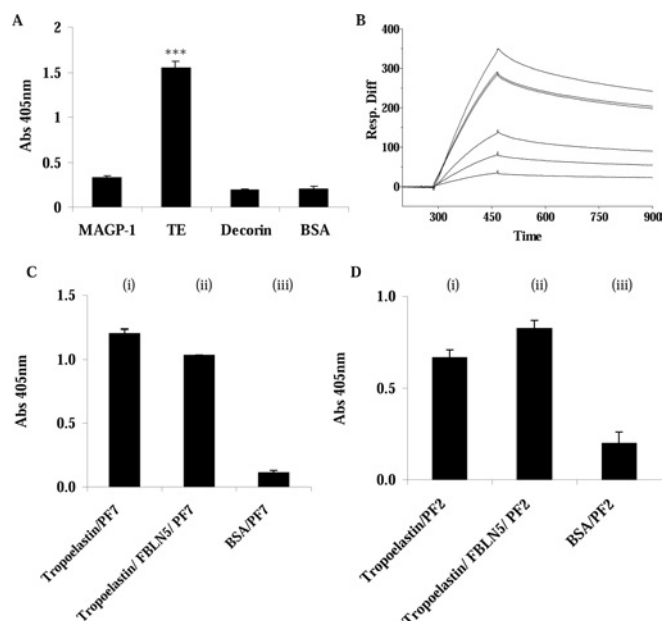 A
Abs 405nm
2
1.5
1
0.5
0
***
MAGP-1 TE Decorin BSA
B
Resp. Diff
400
300
200
100
0
300 450 600 750 900
Time
C
(i) (ii) (iii)
Abs 405nm
1.5
1.0
0.5
0.0
Tropoelastin/PF7
Tropoelastin/ FBLN5/ PF7
BSA/PF7
D
(i) (ii) (iii)
Abs 405nm
1.0
0.5
0.0
Tropoelastin/PF2
Tropoelastin/ FBLN5/ PF2
BSA/PF2